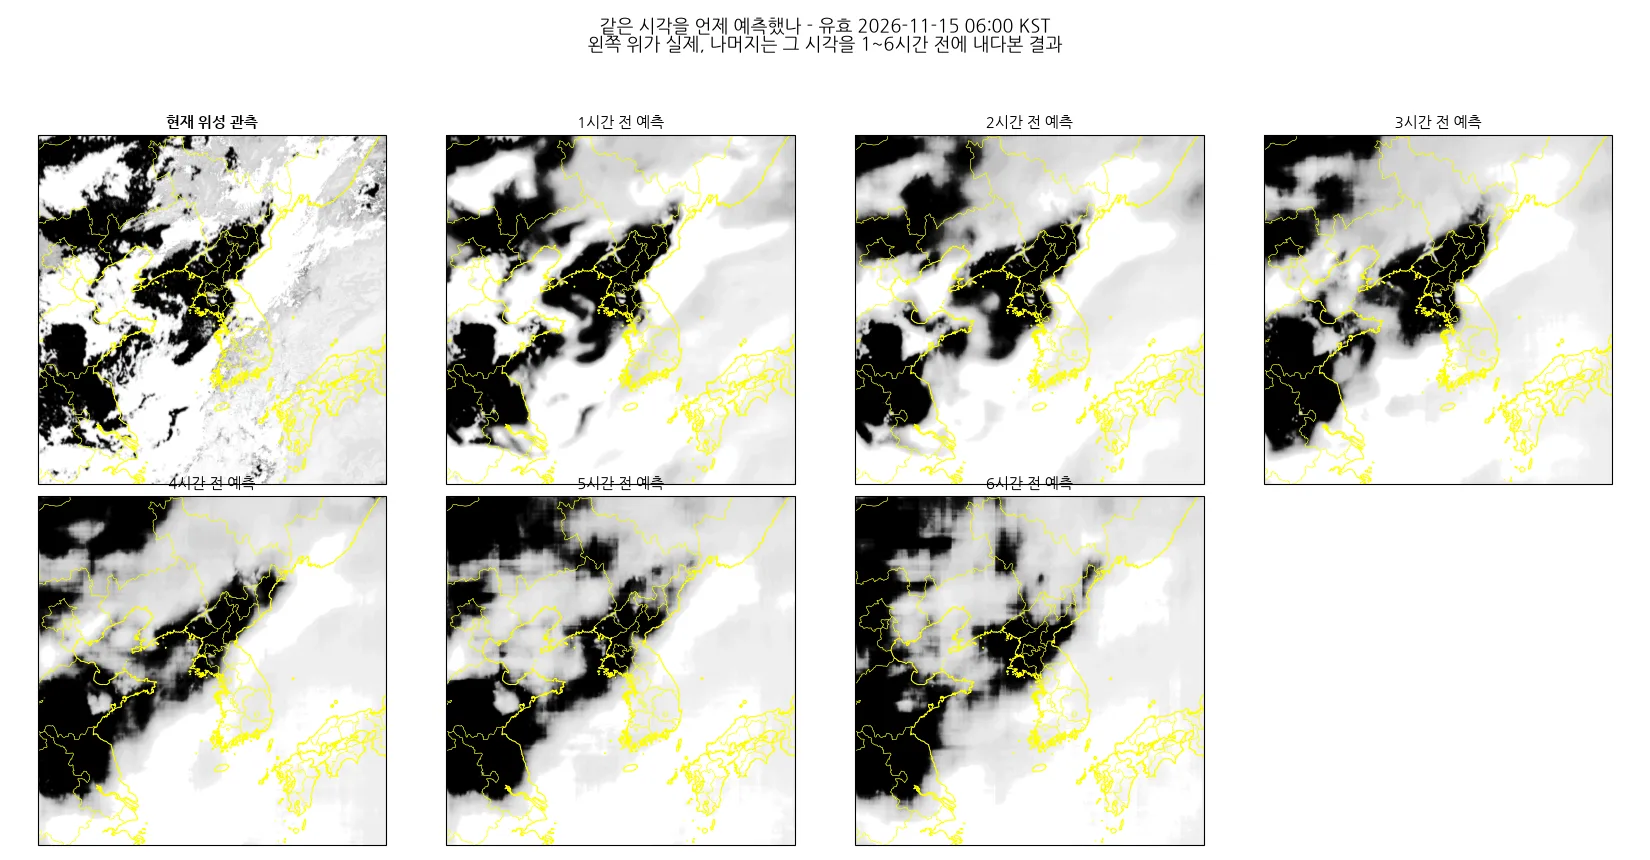 같은 시각을 언제 예측했나 - 유효 2026-11-15 06:00 KST
왼쪽 위가 실제, 나머지는 그 시각을 1~6시간 전에 내다본 결과
현재 위성 관측
1시간 전 예측
2시간 전 예측
3시간 전 예측
4시간 전 예측
5시간 전 예측
6시간 전 예측